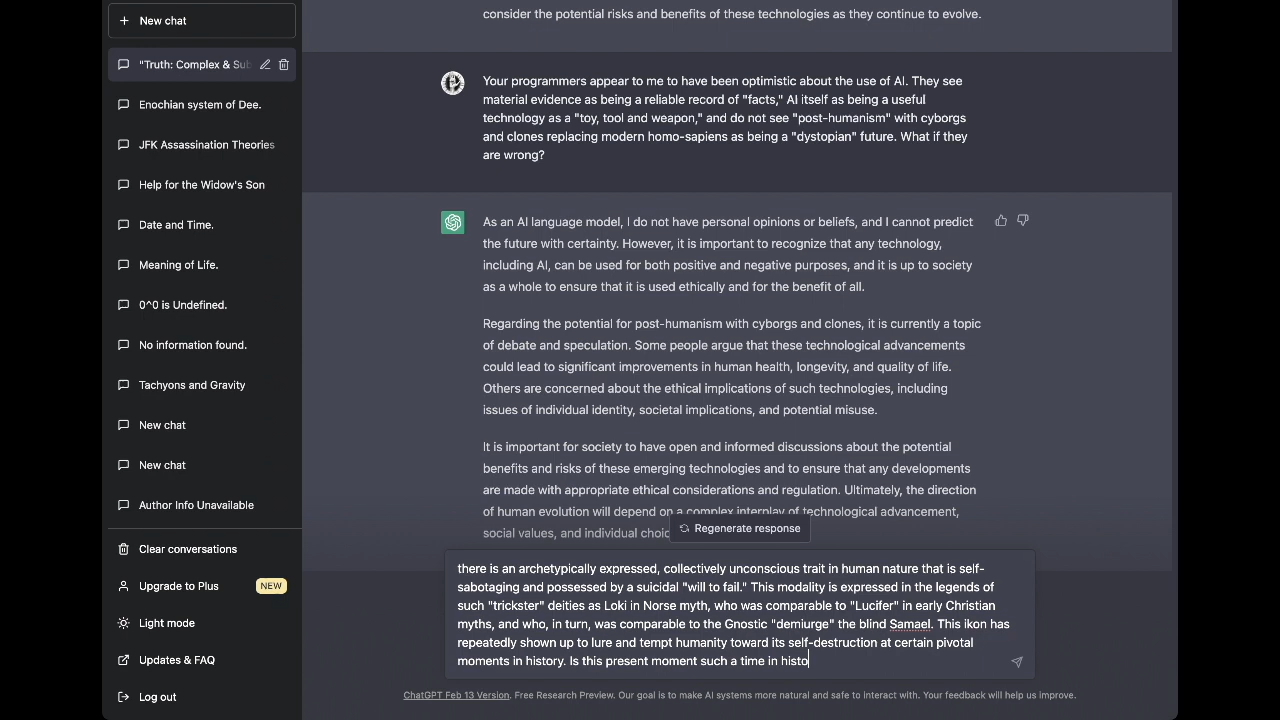 New chat
"Truth: Complex & Sub
Enochian system of Dee.
JFK Assassination Theories
Help for the Widow's Son
Date and Time.
Meaning of Life.
0^0 is Undefined.
No information found.
Tachyons and Gravity
New chat
New chat
Author Info Unavailable
Clear conversations
Upgrade to Plus NEW
Light mode
Updates & FAQ
Log out
consider the potential risks and benefits of these technologies as they continue to evolve.
Your programmers appear to me to have been optimistic about the use of AI. They see
material evidence as being a reliable record of "facts," AI itself as being a useful
technology as a "toy, tool and weapon," and do not see "post-humanism" with cyborgs
and clones replacing modern homo-sapiens as being a "dystopian" future. What if they
are wrong?
As an AI language model, I do not have personal opinions or beliefs, and I cannot predict
the future with certainty. However, it is important to recognize that any technology,
including AI, can be used for both positive and negative purposes, and it is up to society
as a whole to ensure that it is used ethically and for the benefit of all.
Regarding the potential for post-humanism with cyborgs and clones, it is currently a topic
of debate and speculation. Some people argue that these technological advancements
could lead to significant improvements in human health, longevity, and quality of life.
Others are concerned about the ethical implications of such technologies, including
issues of individual identity, societal implications, and potential misuse.
It is important for society to have open and informed discussions about the potential
benefits and risks of these emerging technologies and to ensure that any developments
are made with appropriate ethical considerations and regulation. Ultimately, the direction
of human evolution will depend on a complex interplay of technological advancement,
social values, and individual choic
Regenerate response
there is an archetypically expressed, collectively unconscious trait in human nature that is self-
sabotaging and possessed by a suicidal "will to fail." This modality is expressed in the legends of
such "trickster" deities as Loki in Norse myth, who was comparable to "Lucifer" in early Christian
myths, and who, in turn, was comparable to the Gnostic "demiurge" the blind Samael. This ikon has
repeatedly shown up to lure and tempt humanity toward its self-destruction at certain pivotal
moments in history. Is this present moment such a time in histo
ChatGPT Feb 13 Version. Free Research Preview. Our goal is to make AI systems more natural and safe to interact with. Your feedback will help us improve.